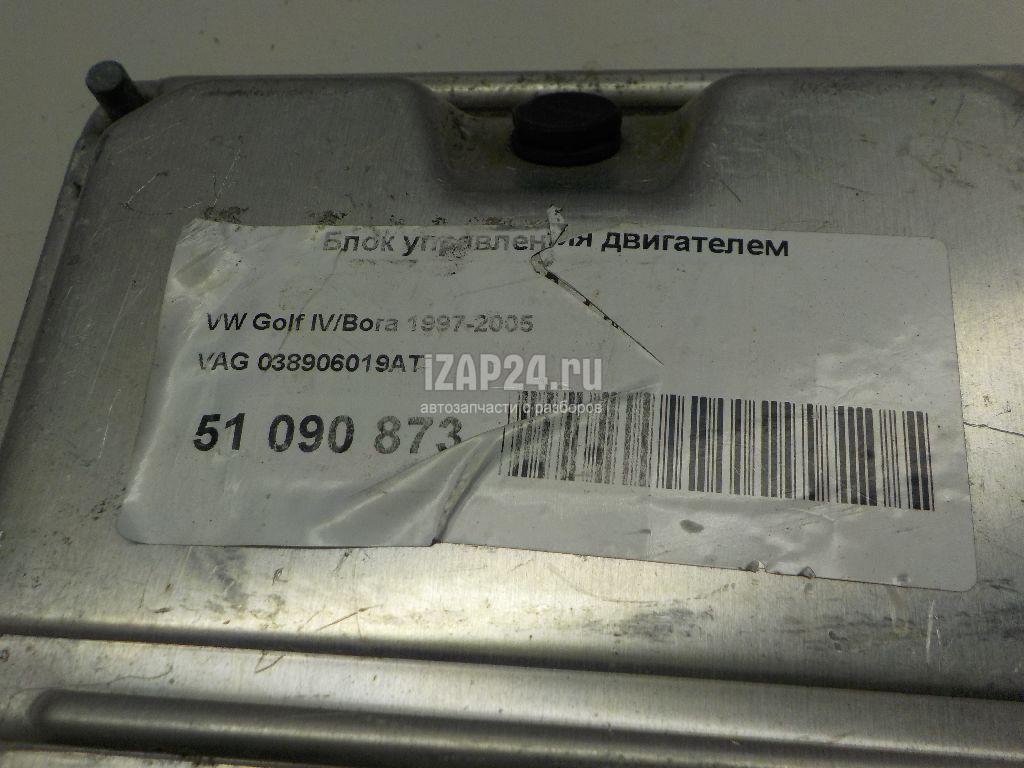 Блок управления двигателем
VW Golf IV/Bora 1997-2005
VAG 038906019AT
iZAP24.ru
автозапчасти с разборов
51 090 873